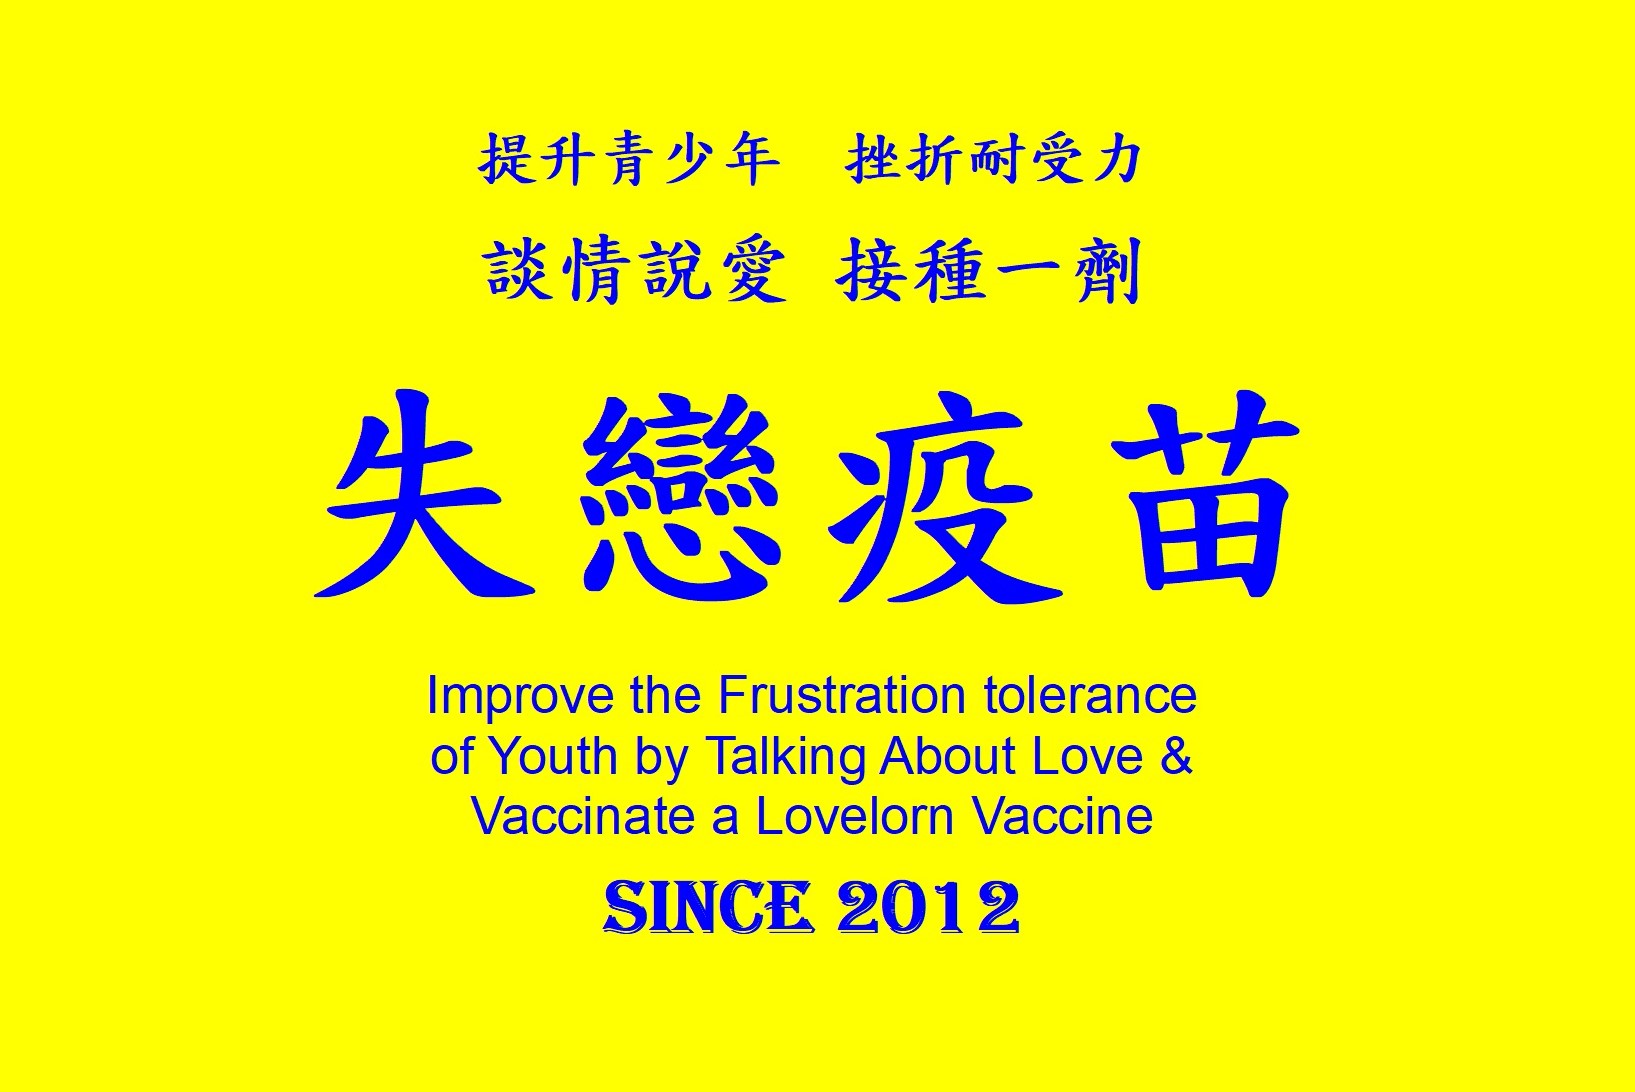 提升青少年　挫折耐受力
談情說愛 接種一劑
失戀疫苗
Improve the Frustration tolerance
of Youth by Talking About Love &
Vaccinate a Lovelorn Vaccine
SINCE 2012